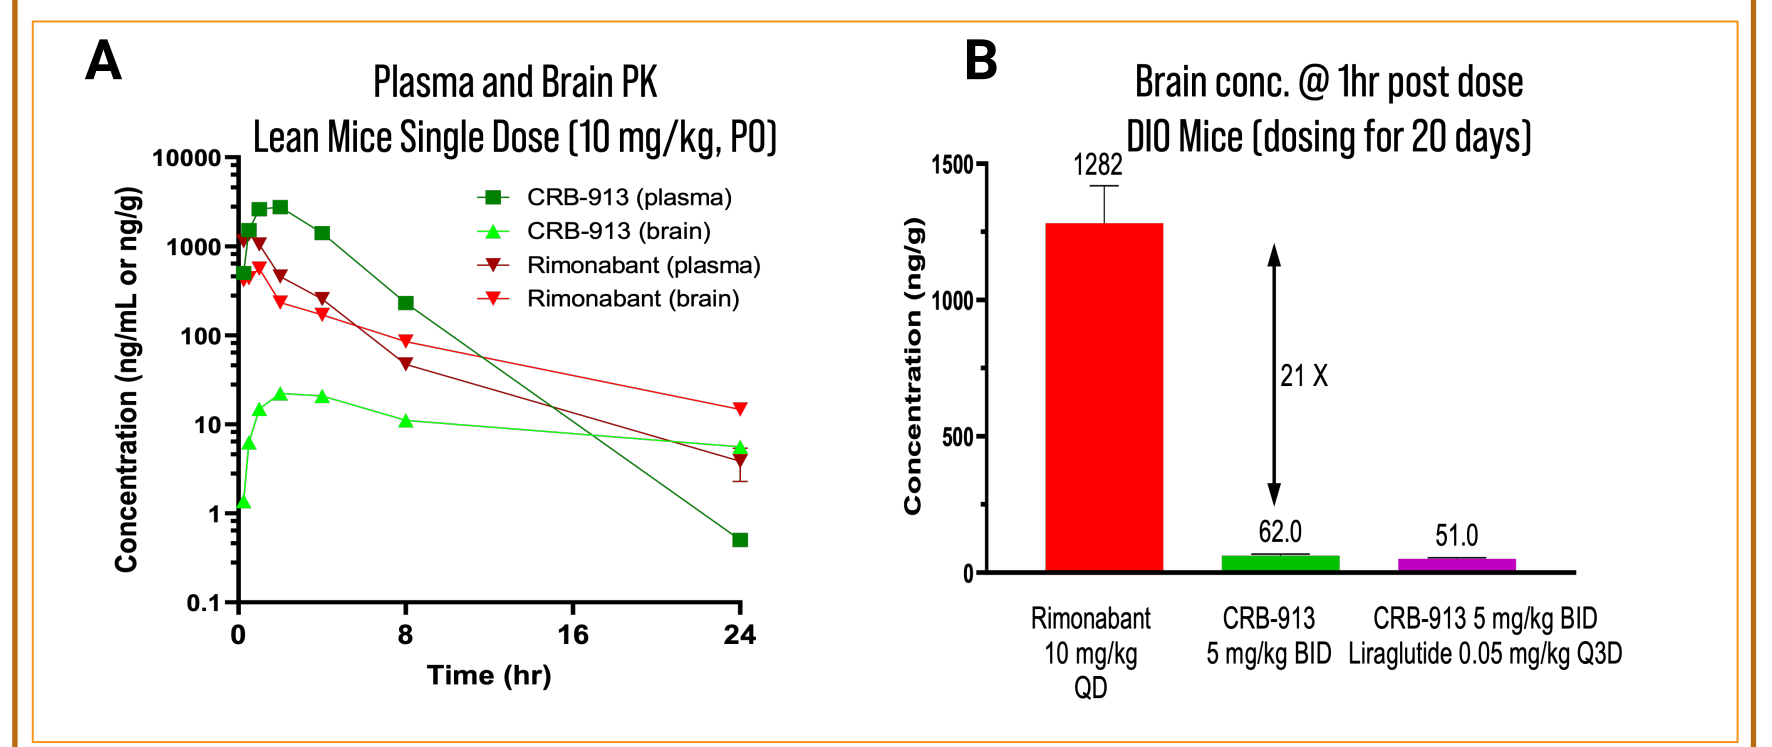 A
Plasma and Brain PK
Lean Mice Single Dose (10 mg/kg, PO)
Concentration (ng/mL or ng/g)
10000
1000
100
10
1
0.1
CRB-913 (plasma)
CRB-913 (brain)
Rimonabant (plasma)
Rimonabant (brain)
0
8
16
24
Time (hr)
B
Brain conc. @ 1hr post dose
DIO Mice (dosing for 20 days)
Concentration (ng/g)
1500
1000
500
0
1282
21 X
62.0
51.0
Rimonabant
10 mg/kg
QD
CRB-913
5 mg/kg BID
CRB-913 5 mg/kg BID
Liraglutide 0.05 mg/kg Q3D